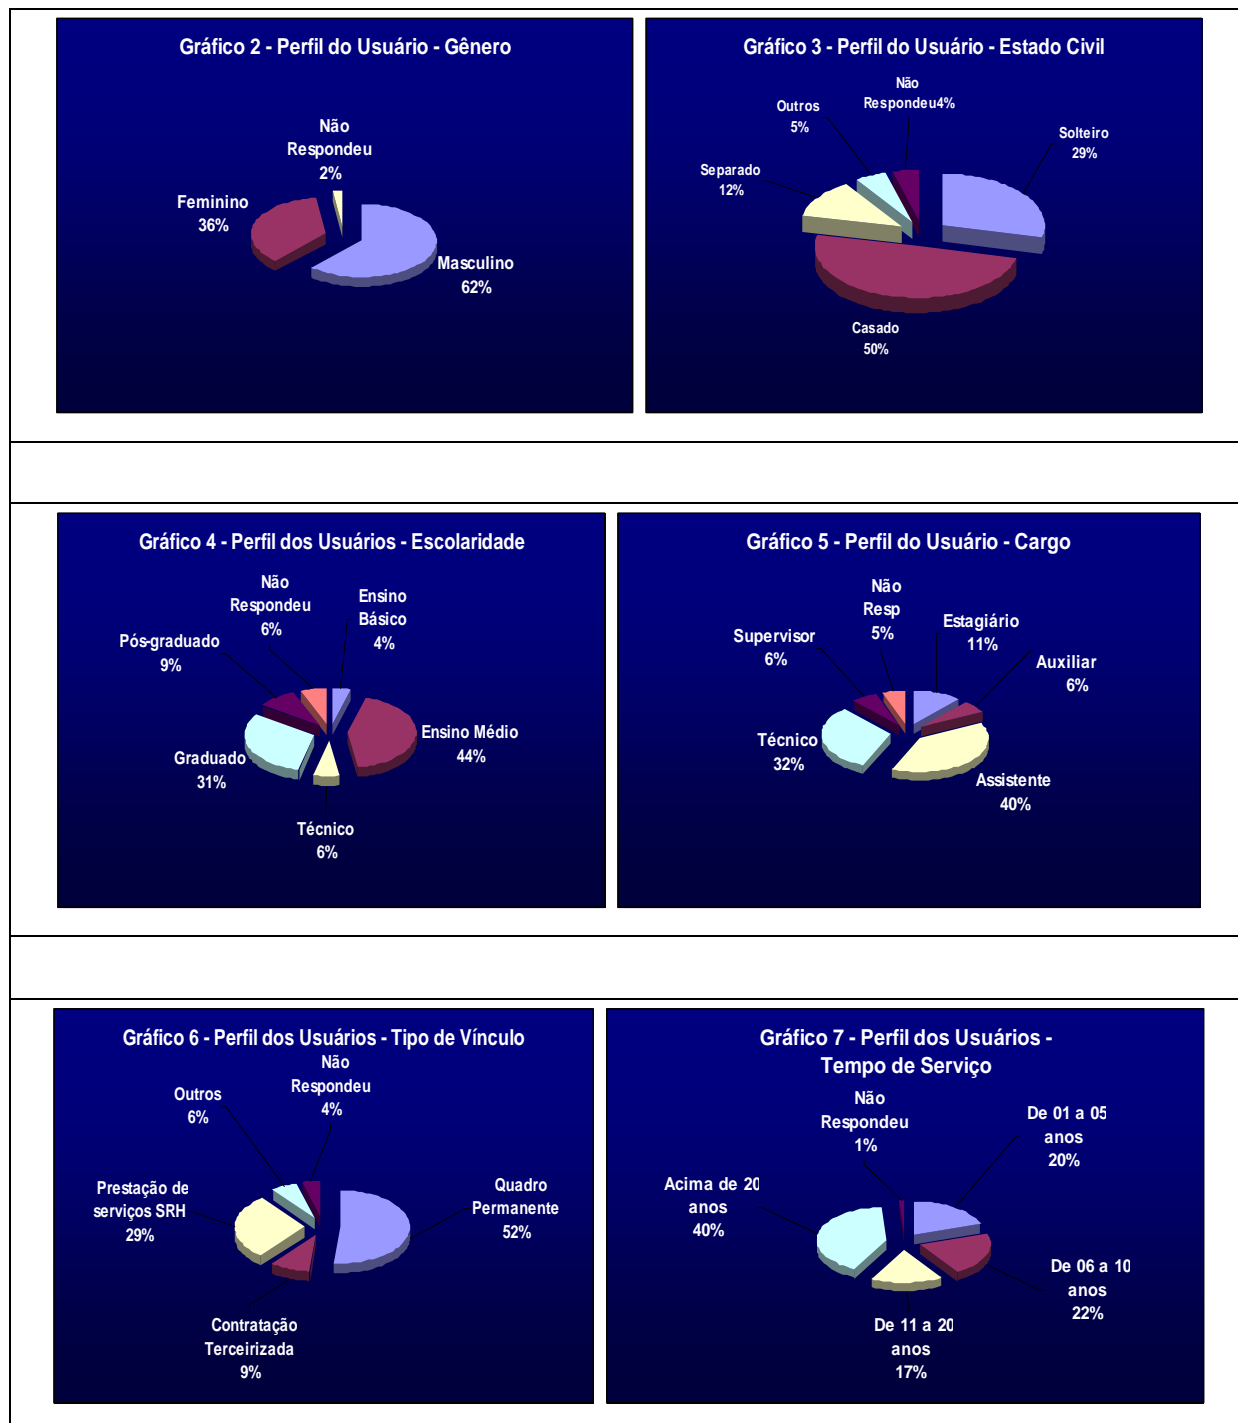 Gráfico 2 - Perfil do Usuário - Gênero
Não
Respondeu
2%
Feminino
36%
Masculino
62%
Gráfico 3 - Perfil do Usuário - Estado Civil
Não
Respondeu4%
Outros
5%
Solteiro
29%
Separado
12%
Casado
50%
Gráfico 4 - Perfil dos Usuários - Escolaridade
Não
Respondeu
6%
Ensino
Básico
4%
Pós-graduado
9%
Ensino Médio
44%
Graduado
31%
Técnico
6%
Gráfico 5 - Perfil do Usuário - Cargo
Não
Resp
5%
Estagiário
11%
Supervisor
6%
Auxiliar
6%
Técnico
32%
Assistente
40%
Gráfico 6 - Perfil dos Usuários - Tipo de Vínculo
Não
Respondeu
4%
Outros
6%
Prestação de
serviços SRH
29%
Quadro
Permanente
52%
Contratação
Terceirizada
9%
Gráfico 7 - Perfil dos Usuários -
Tempo de Serviço
Não
Respondeu
1%
De 01 a 05
anos
20%
Acima de 20
anos
40%
De 06 a 10
anos
22%
De 11 a 20
anos
17%